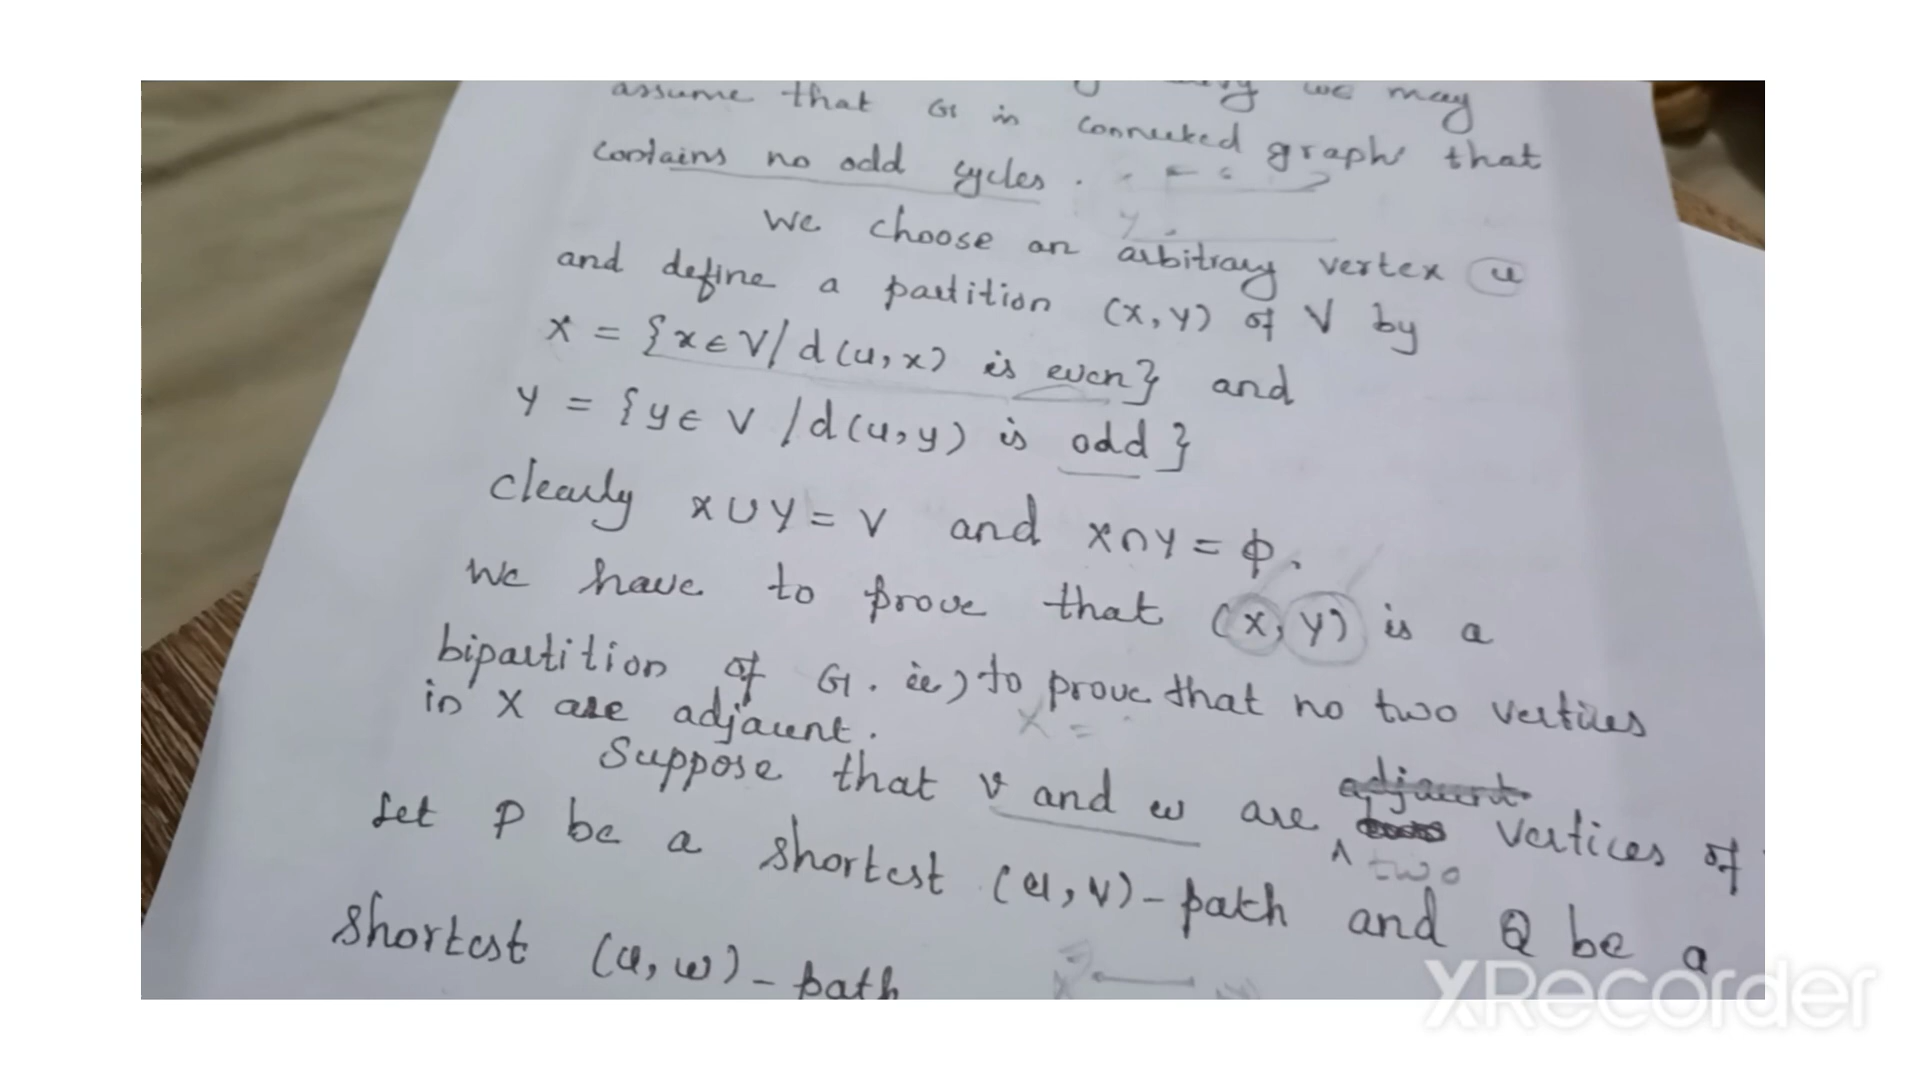 we may
assume that G is connected graph that
contains no odd cycles.
We choose an arbitrary vertex u
and define a partition (X, Y) of V by
X = {x ∈ V / d(u, x) is even} and
Y = {y ∈ V / d(u, y) is odd}
clearly X ∪ Y = V and X ∩ Y = ϕ.
We have to prove that (X, Y) is a
bipartition of G. ie) to prove that no two vertices
in X are adjacent.
X =
Suppose that v and w are two vertices of
Let P be a shortest (u, v) - path and Q be a
shortest (u, w) - path
XRecorder